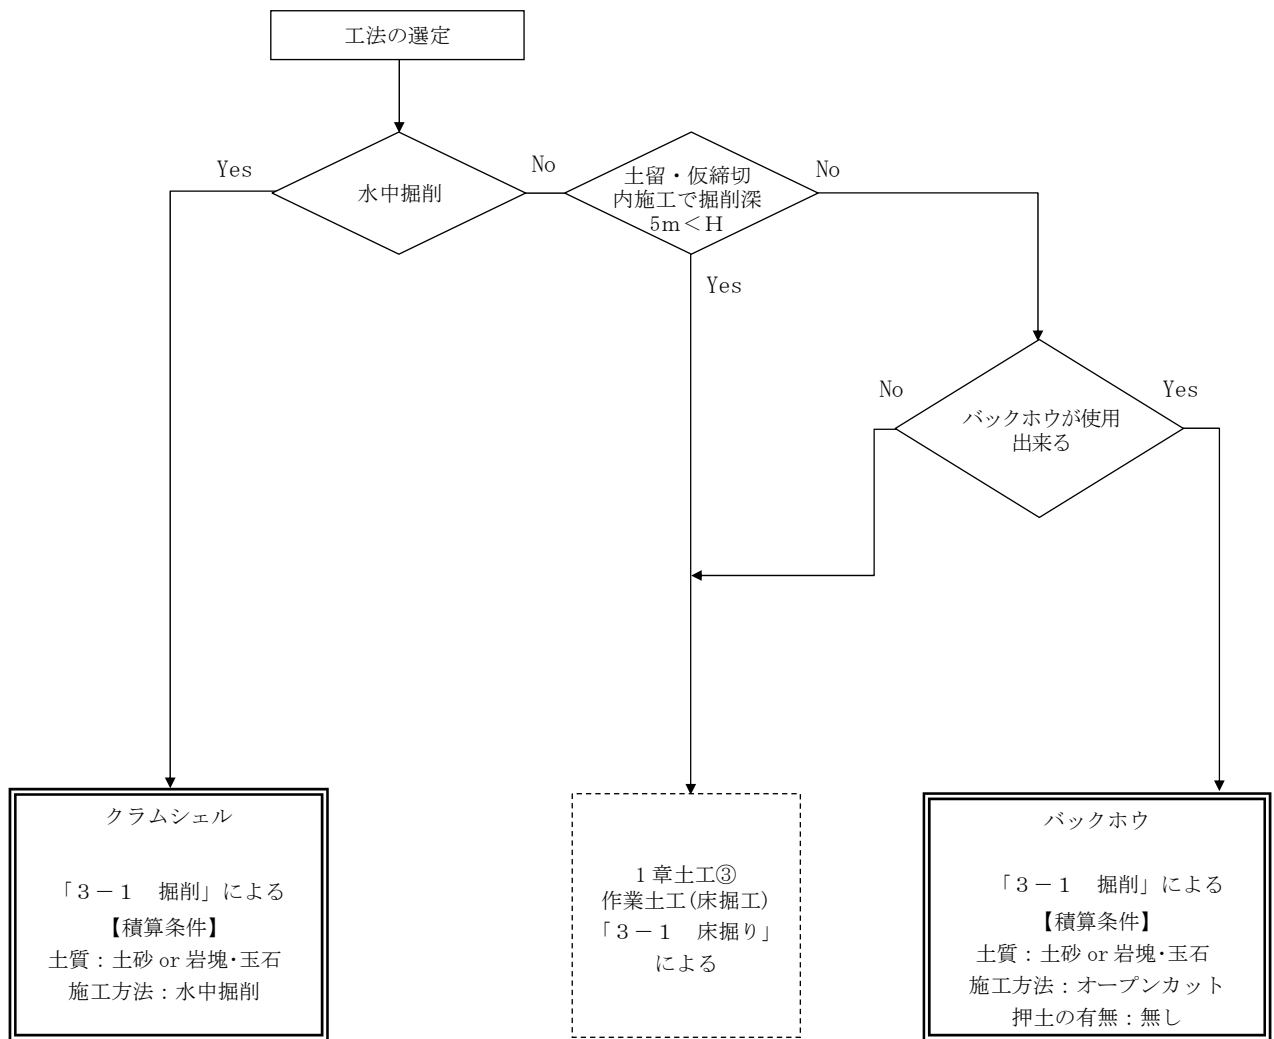 工法の選定
Yes
水中掘削
No
土留・仮締切
内施工で掘削深
5m＜H
No
Yes
No
バックホウが使用
出来る
Yes
クラムシェル
「３－１　掘削」による
【積算条件】
土質：土砂 or 岩塊・玉石
施工方法：水中掘削
１章土工③
作業土工(床掘工)
「３－１　床掘り」
による
バックホウ
「３－１　掘削」による
【積算条件】
土質：土砂 or 岩塊・玉石
施工方法：オープンカット
押土の有無：無し